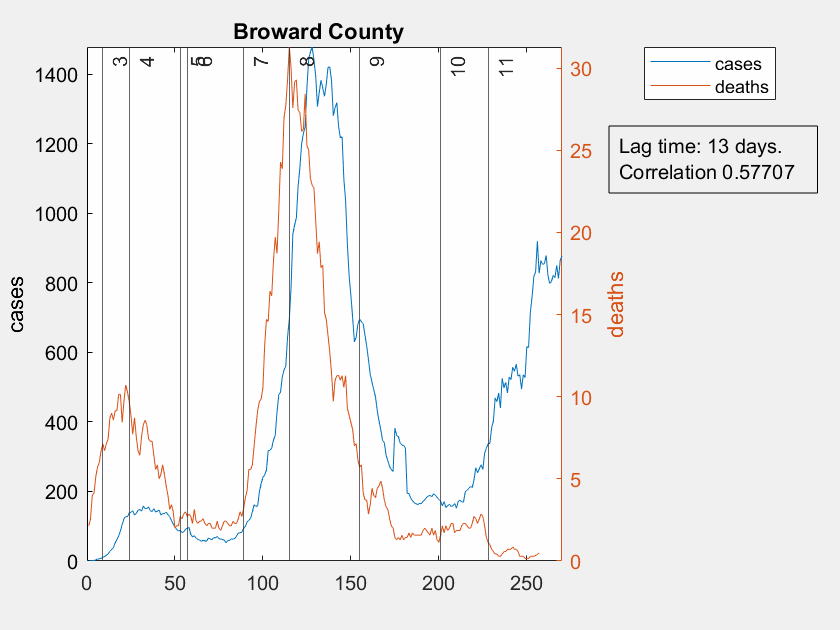 Broward County
3 4 5 6 7 8 9 10 11
cases
deaths
Lag time: 13 days.
Correlation 0.57707
1400
1200
1000
800
600
400
200
0
cases
30
25
20
15
10
5
0
deaths
0 50 100 150 200 250